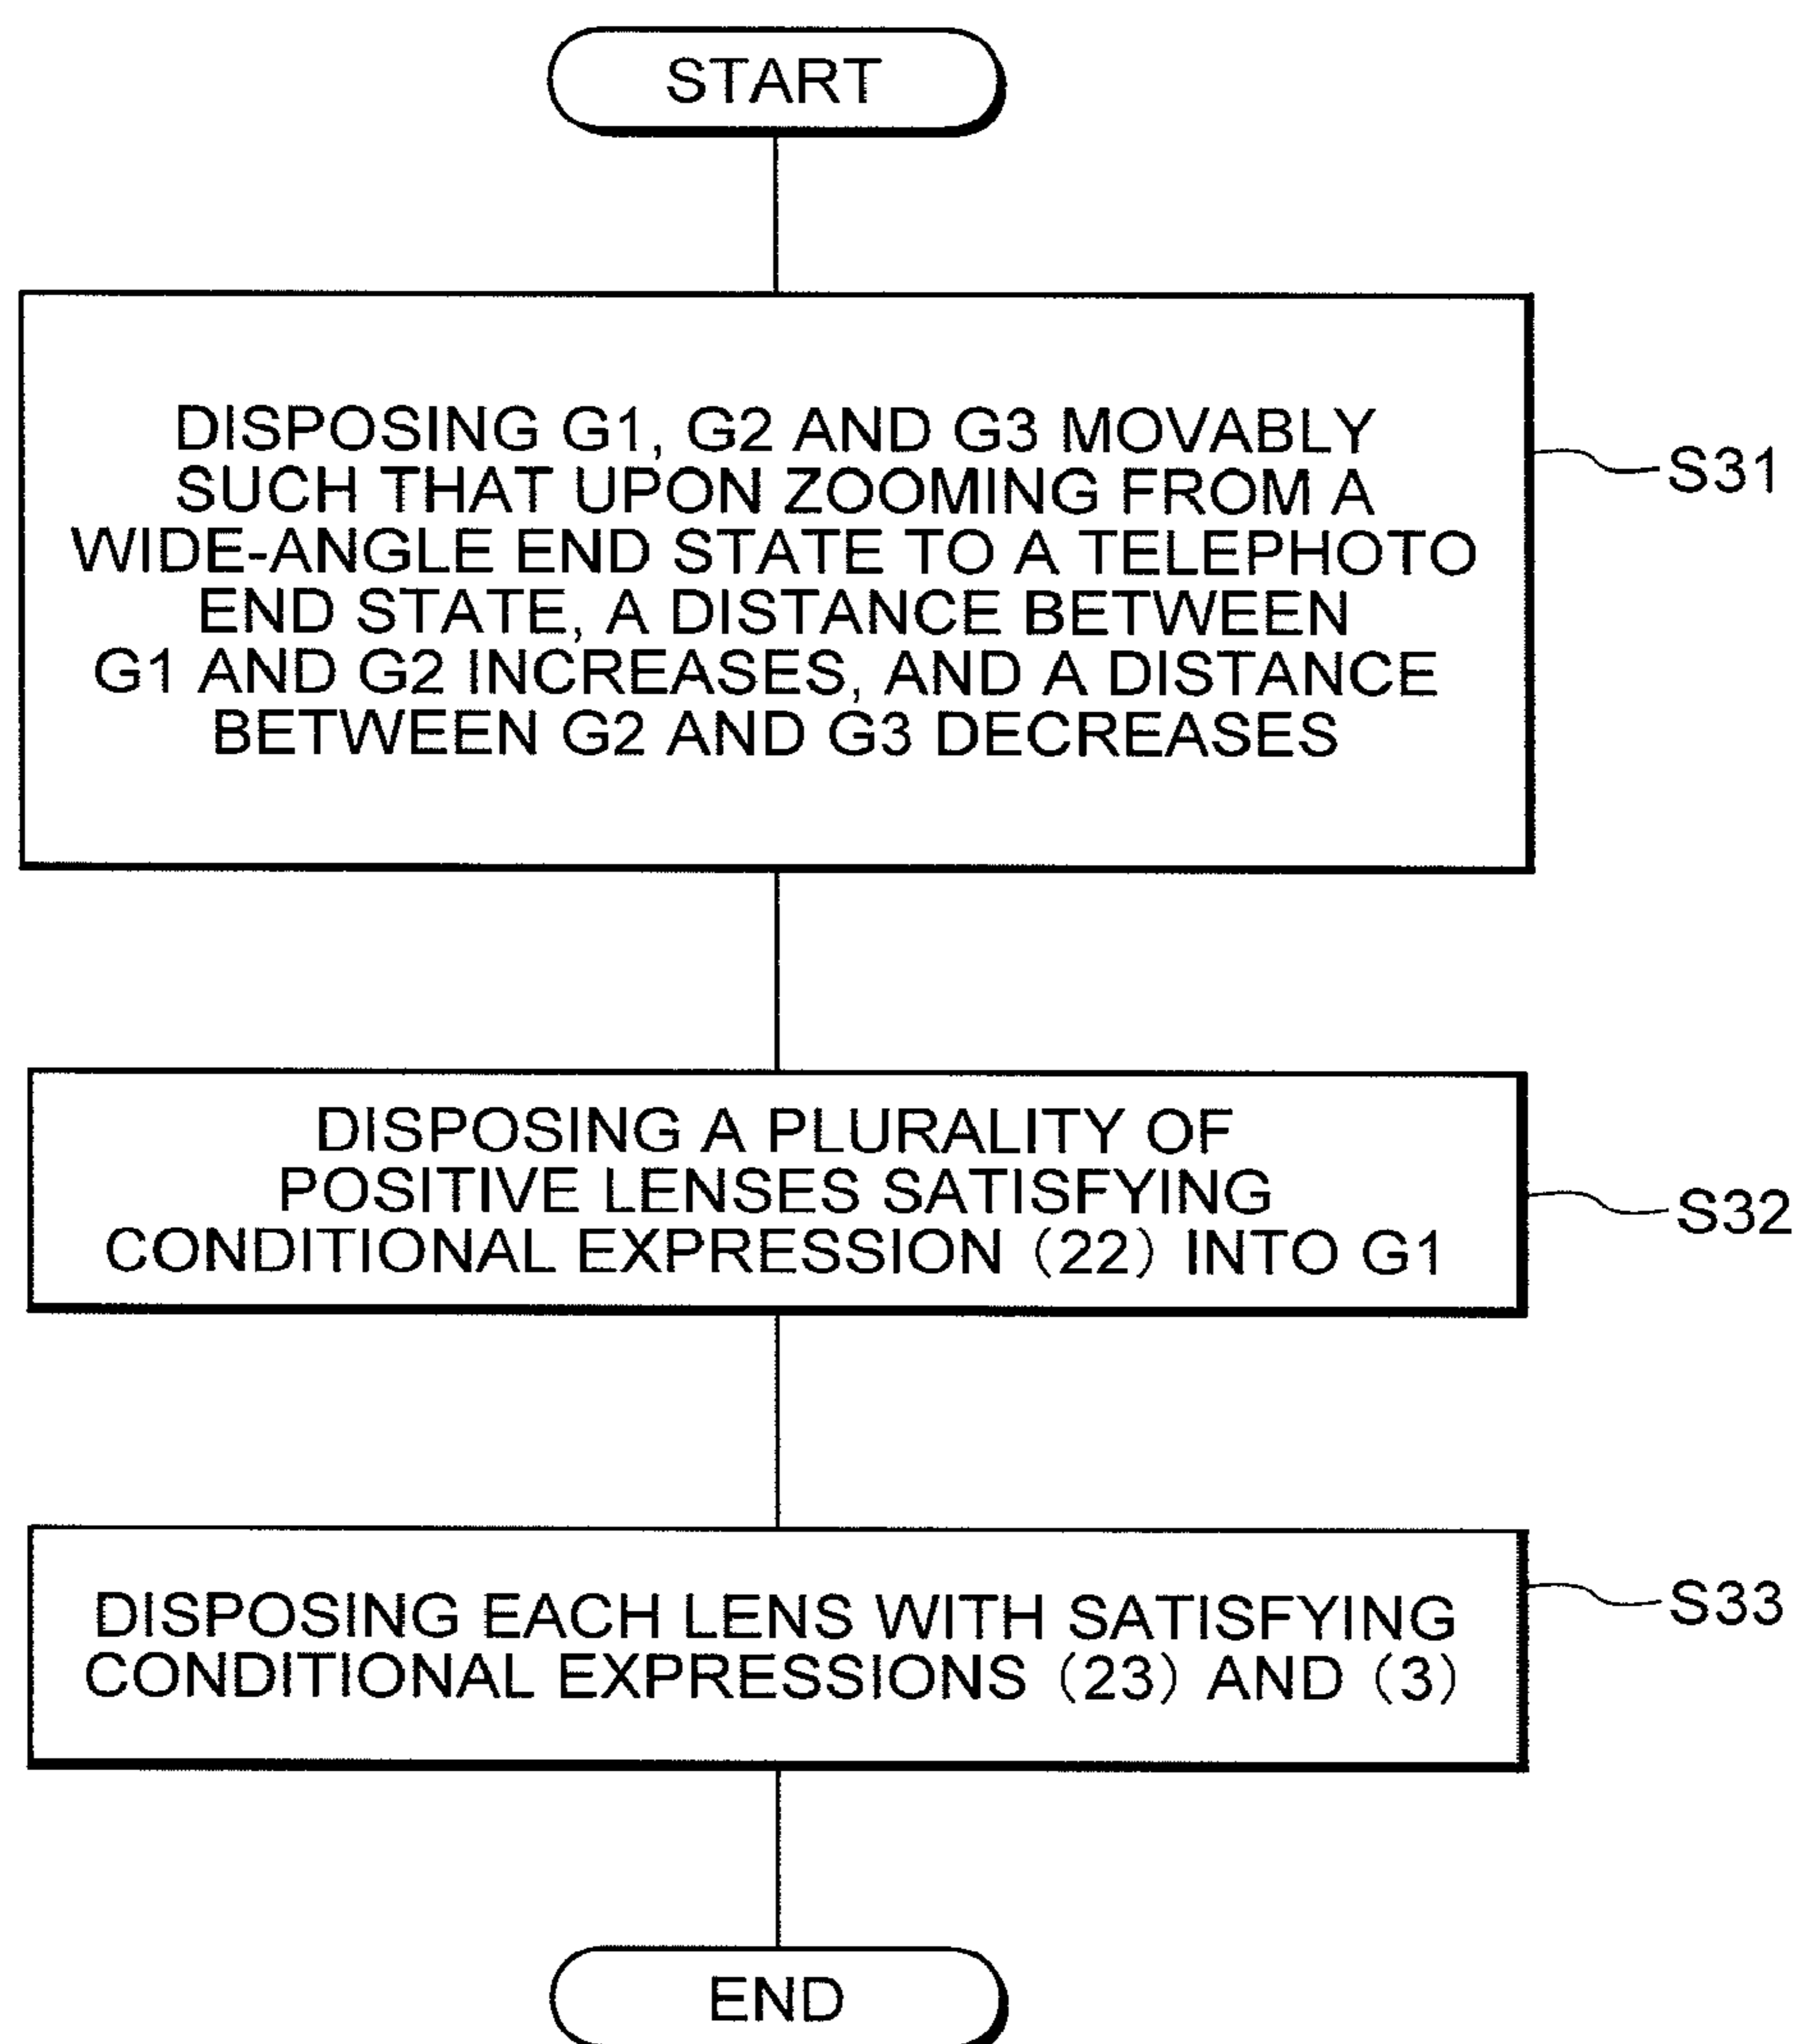 START
DISPOSING G1, G2 AND G3 MOVABLY
SUCH THAT UPON ZOOMING FROM A
WIDE-ANGLE END STATE TO A TELEPHOTO
END STATE, A DISTANCE BETWEEN
G1 AND G2 INCREASES, AND A DISTANCE
BETWEEN G2 AND G3 DECREASES
S31
DISPOSING A PLURALITY OF
POSITIVE LENSES SATISFYING
CONDITIONAL EXPRESSION (22) INTO G1
S32
DISPOSING EACH LENS WITH SATISFYING
CONDITIONAL EXPRESSIONS (23) AND (3)
S33
END